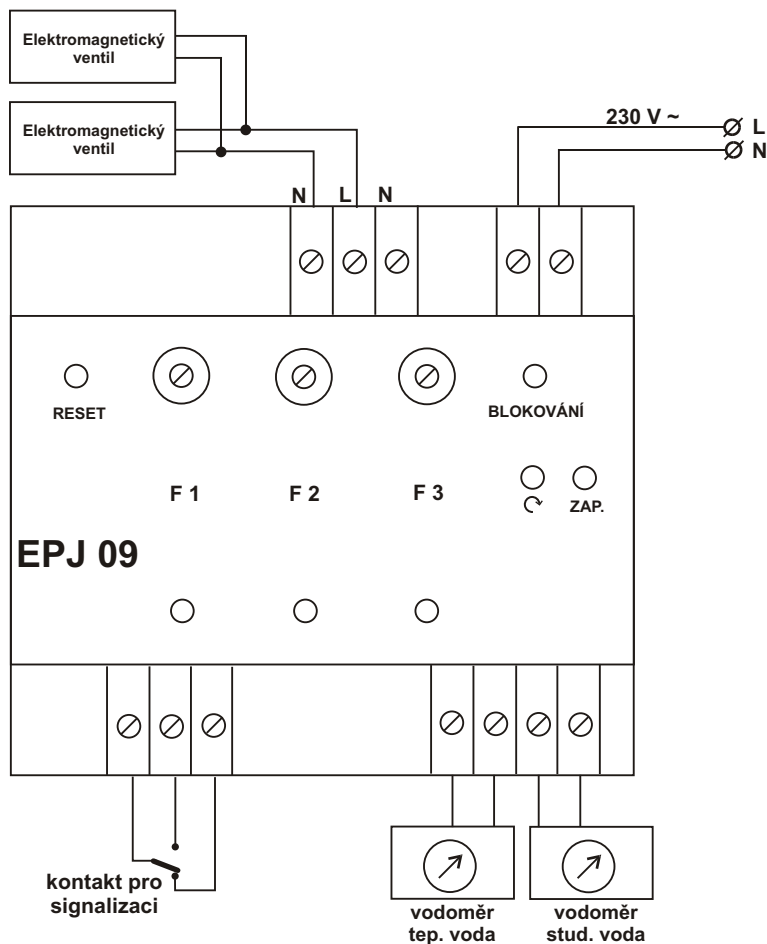 Elektromagnetický
ventil
Elektromagnetický
ventil
230 V ~
L
N
N L N
RESET
BLOKOVÁNÍ
F 1 F 2 F 3
ZAP.
EPJ 09
kontakt pro
signalizaci
vodoměr
tep. voda
vodoměr
stud. voda